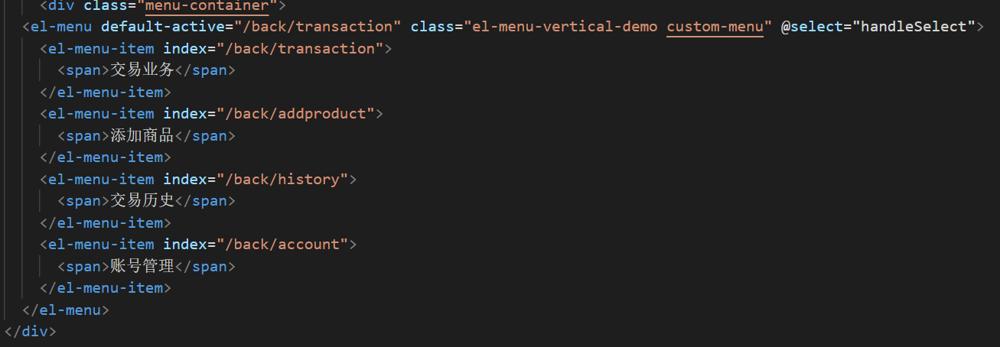 <div class="menu-container">
<el-menu default-active="/back/transaction" class="el-menu-vertical-demo custom-menu" @select="handleSelect">
<el-menu-item index="/back/transaction">
<span>交易业务</span>
</el-menu-item>
<el-menu-item index="/back/addproduct">
<span>添加商品</span>
</el-menu-item>
<el-menu-item index="/back/history">
<span>交易历史</span>
</el-menu-item>
<el-menu-item index="/back/account">
<span>账号管理</span>
</el-menu-item>
</el-menu>
</div>